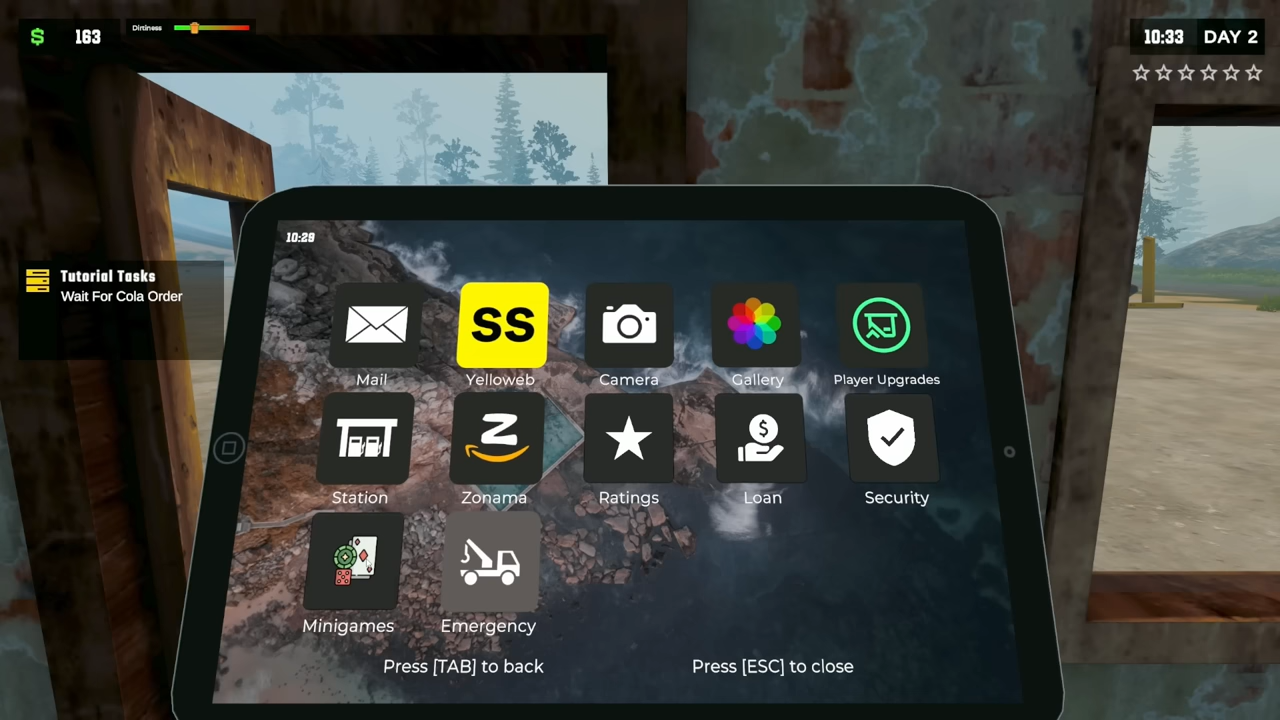 $ 163
Dirtiness
10:33 DAY 2
Tutorial Tasks
Wait For Cola Order
10:29
SS
Mail
Yelloweb
Camera
Gallery
Player Upgrades
Z
$
Station
Zonama
Ratings
Loan
Security
Minigames
Emergency
Press [TAB] to back
Press [ESC] to close